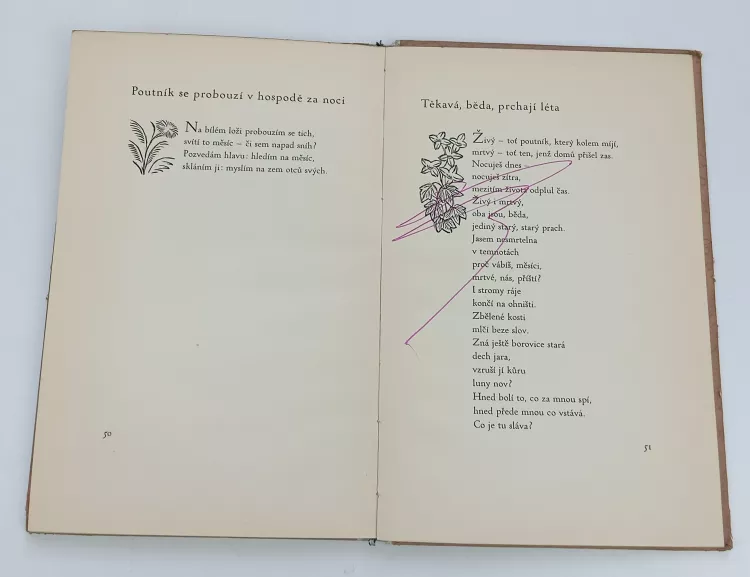 Poutník se probouzí v hospodě za noci
Na bílém loži probouzím se tich,
svítí to měsíc – či sem napad sníh?
Pozvedám hlavu: hledím na měsíc,
skláním ji: myslím na zem otců svých.
50
Těkavá, běda, prchají léta
Živý – toť poutník, který kolem míjí,
mrtvý – toť ten, jenž domů přišel zas.
Nocuješ dnes –
nocuješ zítra,
mezitím života odplul čas.
Živý i mrtvý,
oba jsou, běda,
jediný starý, starý prach.
Jasem nesmrtelna
v temnotách
proč vábíš, měsíci,
mrtvé, nás, příští?
I stromy ráje
končí na ohništi.
Zbělené kosti
mlčí beze slov.
Zná ještě borovice stará
dech jara,
vzruší jí kůru
luny nov?
Hned bolí to, co za mnou spí,
hned přede mnou co vstává.
Co je tu sláva?
51